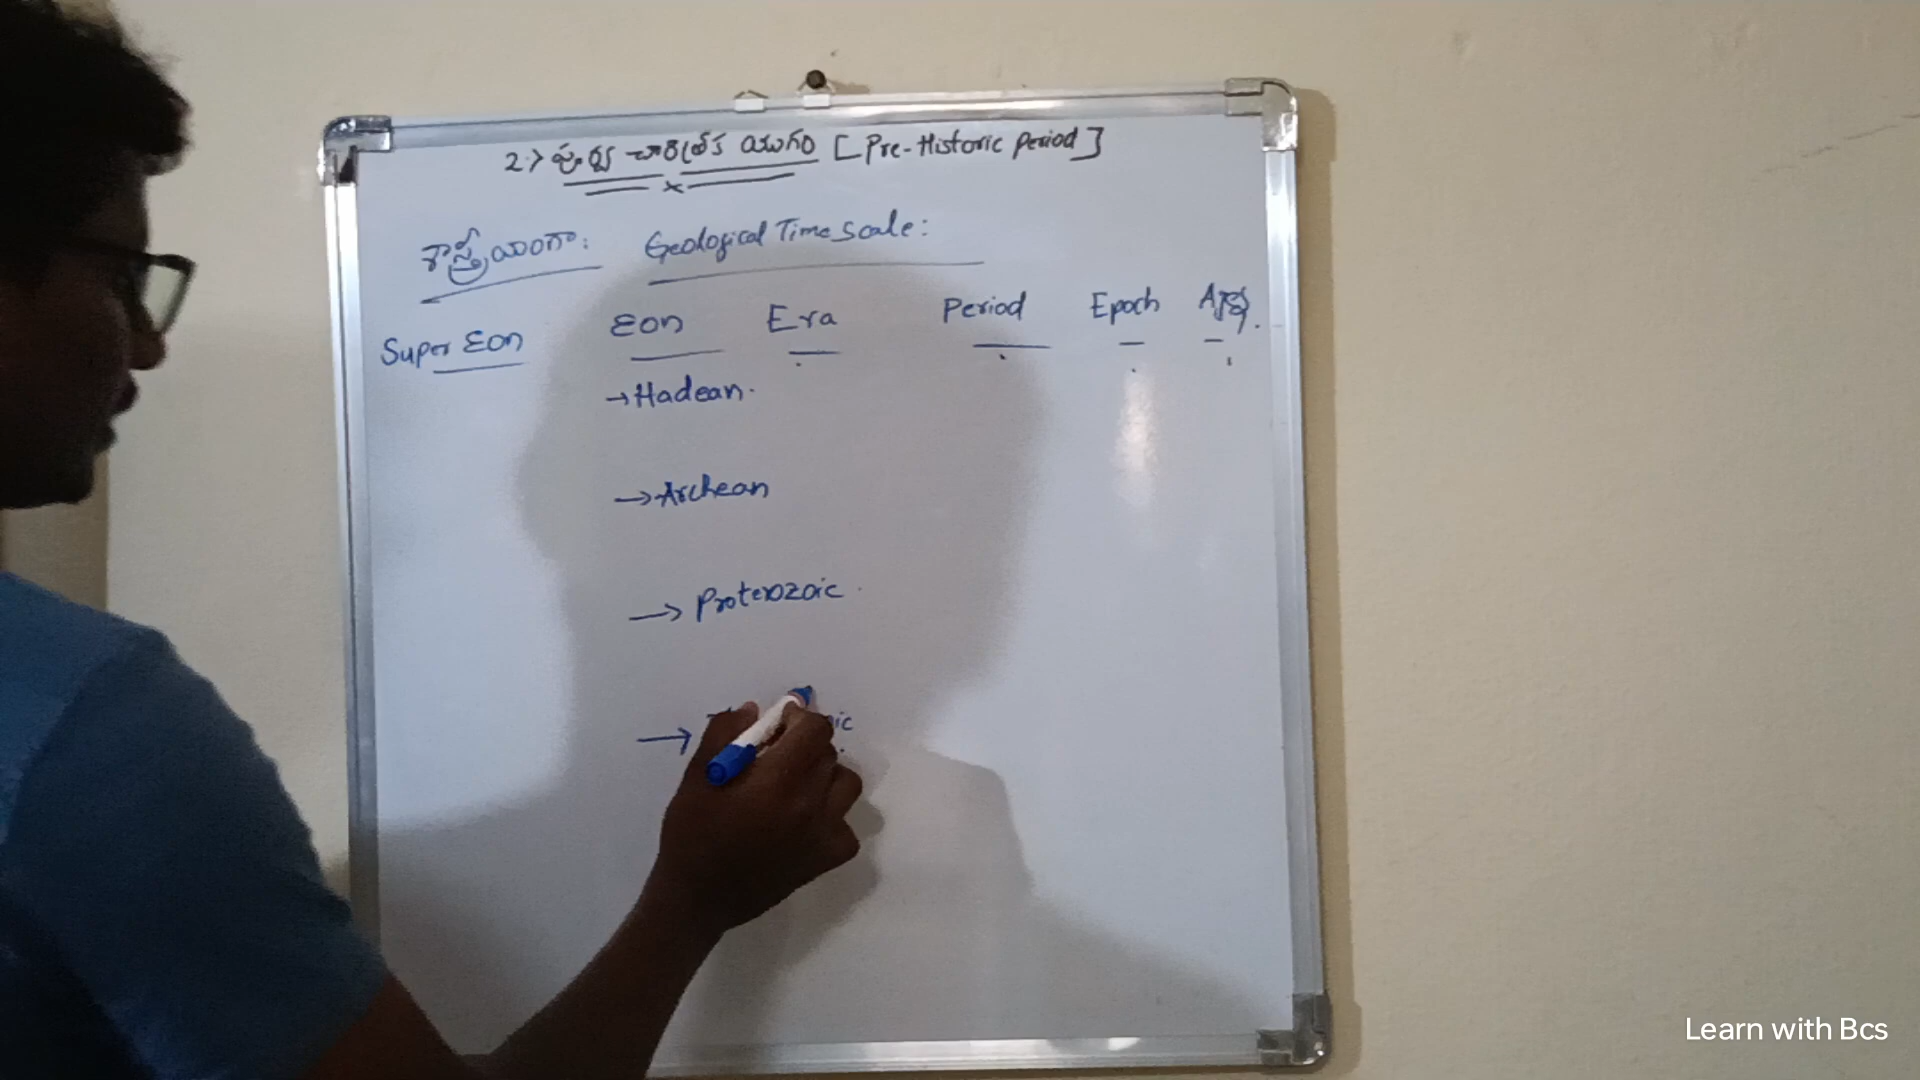 2.> పూర్వ చారిత్రక యుగం [Pre-Historic Period]
శాస్త్రీయంగా: Geological Time Scale:
Super Eon Eon Era Period Epoch
→Hadean.
→Archean
→ Proterozoic
→
Learn with Bcs